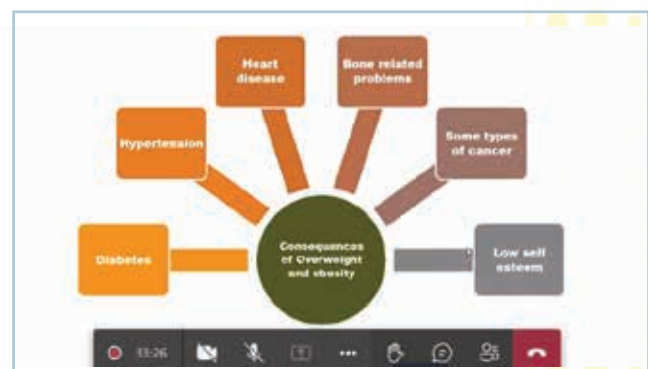 Heart
disease
Bone related
problems
Hypertension
Some types
of cancer
Diabetes
Consequences
of Overweight
and obesity
Low self
esteem
33:26